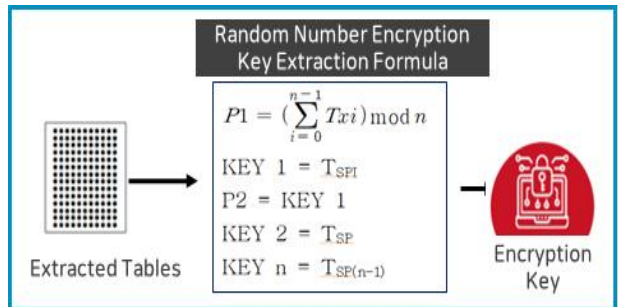 Random Number Encryption
Key Extraction Formula
n − 1
P1 = (∑ Txi) mod n
i = 0
KEY 1 = T_SPI
P2 = KEY 1
KEY 2 = T_SP
KEY n = T_SP(n−1)
Extracted Tables
Encryption
Key